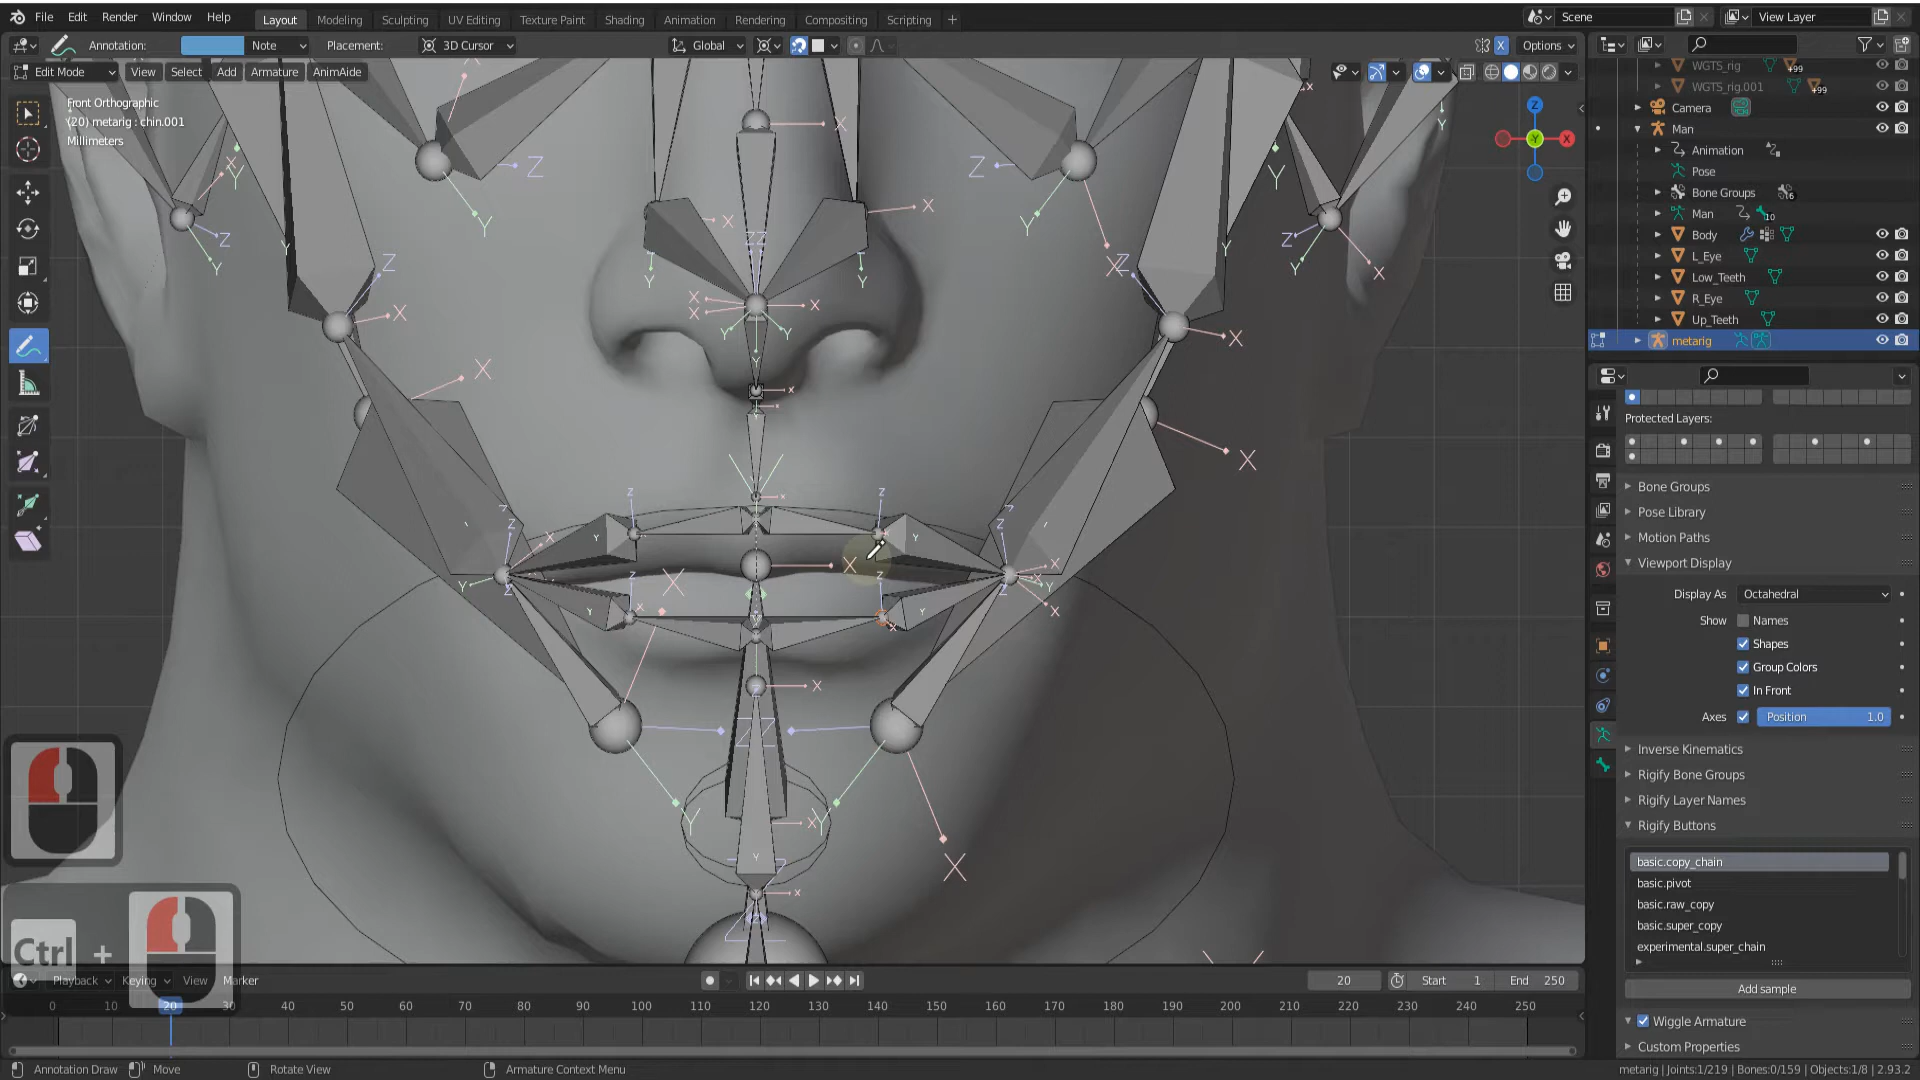 File Edit Render Window Help Layout Modeling Sculpting UV Editing Texture Paint Shading Animation Rendering Compositing Scripting + Scene View Layer
Annotation: Note Placement: 3D Cursor Global X Options
Edit Mode View Select Add Armature AnimAide
Front Orthographic
(20) metarig : chin.001
Millimeters
WGTS_rig +99
WGTS_rig.001 +99
Camera
Man
Animation
Pose
Bone Groups 6
Man 10
Body
L_Eye
Low_Teeth
R_Eye
Up_Teeth
metarig
Protected Layers:
Bone Groups
Pose Library
Motion Paths
Viewport Display
Display As Octahedral
Show Names
Shapes
Group Colors
In Front
Axes Position 1.0
Inverse Kinematics
Rigify Bone Groups
Rigify Layer Names
Rigify Buttons
basic.copy_chain
basic.pivot
basic.raw_copy
basic.super_copy
experimental.super_chain
Add sample
Wiggle Armature
Custom Properties
Ctrl +
Playback Keying View Marker 20 Start 1 End 250
0 10 20 30 40 50 60 70 80 90 100 110 120 130 140 150 160 170 180 190 200 210 220 230 240 250
Annotation Draw Move Rotate View Armature Context Menu metarig | Joints:1/219 | Bones:0/159 | Objects:1/8 | 2.93.2